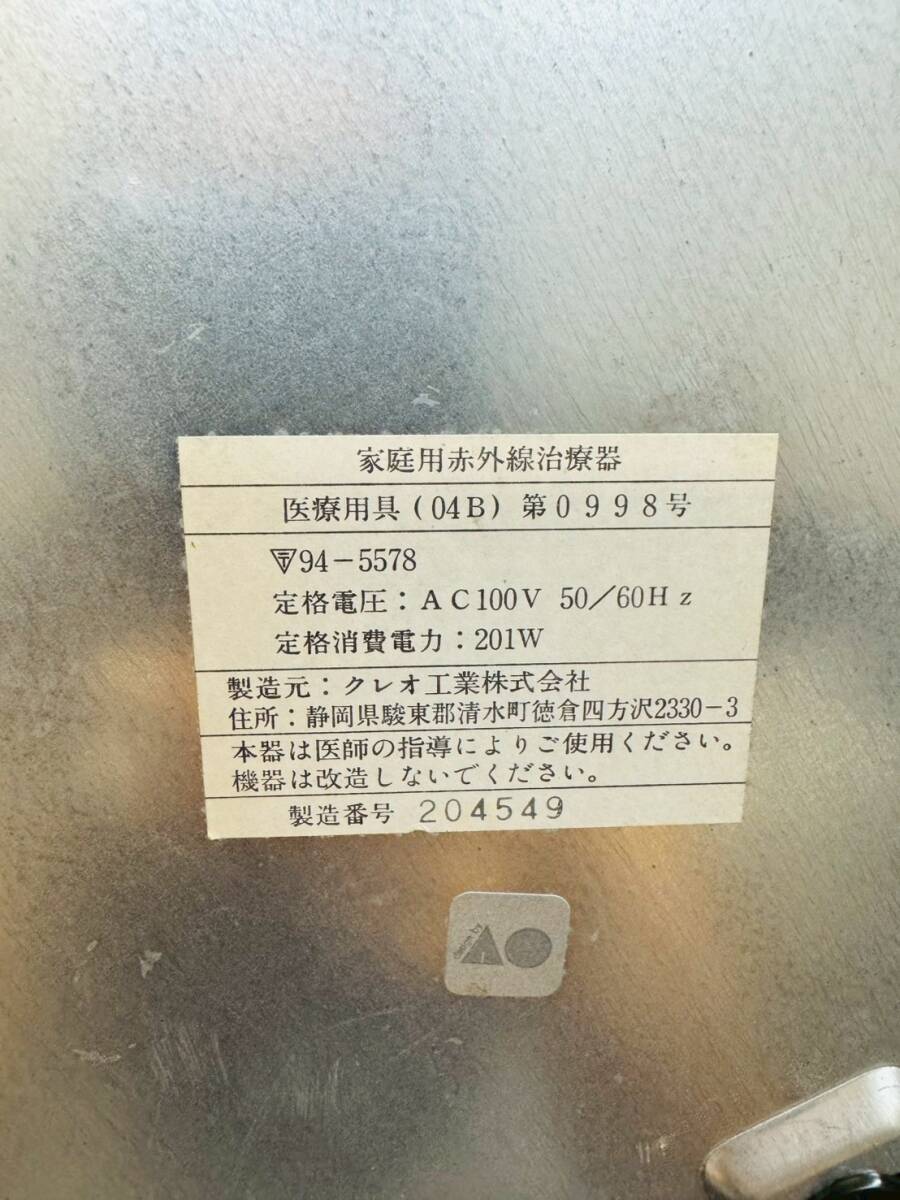 家庭用赤外線治療器
医療用具(04B)第0998号
〒94-5578
定格電圧:AC100V 50/60Hz
定格消費電力:201W
製造元:クレオ工業株式会社
住所:静岡県駿東郡清水町徳倉四方沢2330-3
本器は医師の指導によりご使用ください。
機器は改造しないでください。
製造番号 204549
design by